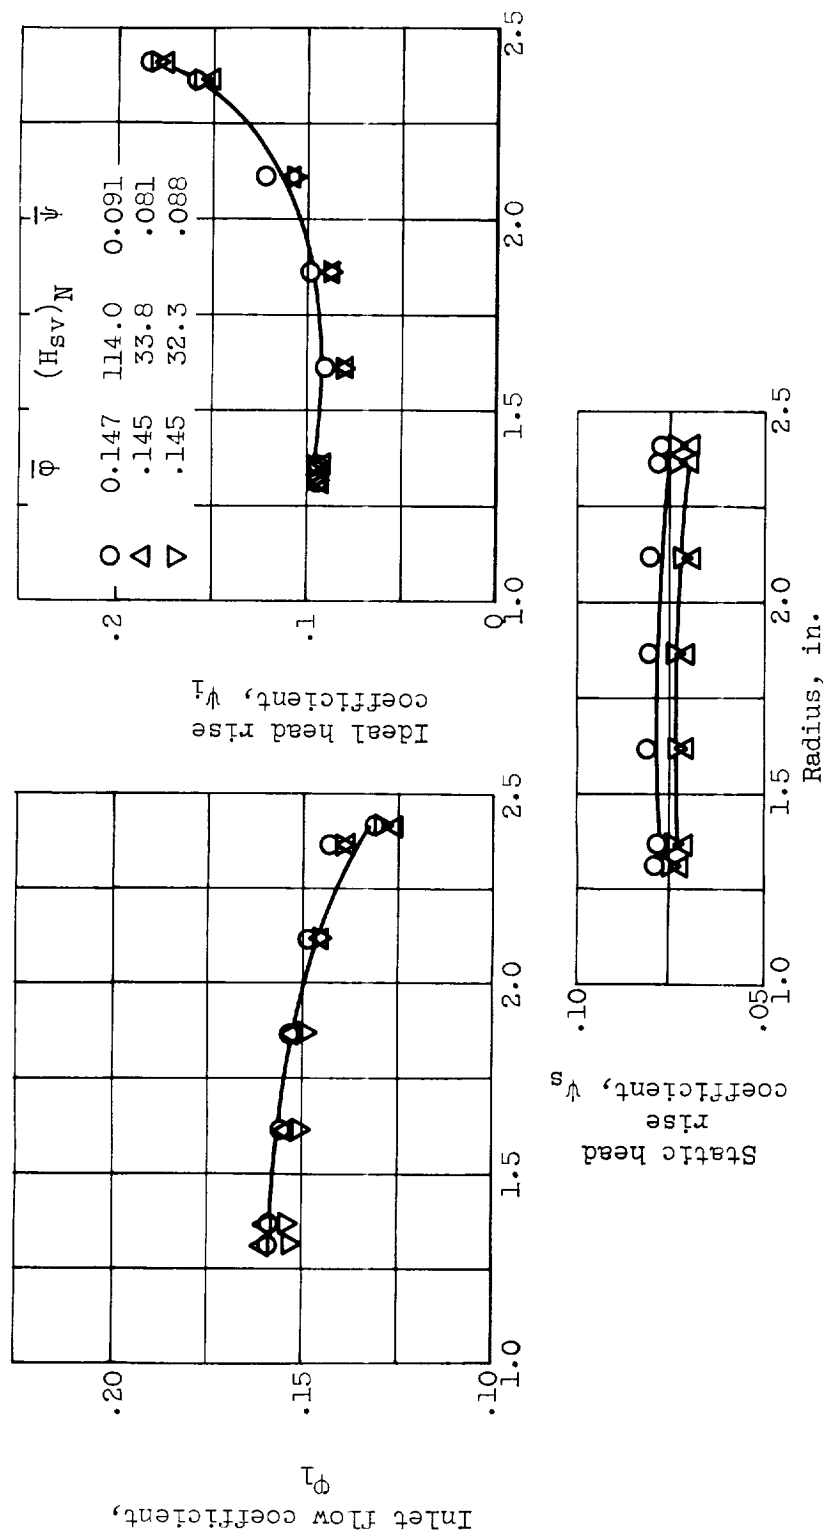 Inlet flow coefficient,
φ1
.20
.15
.10
1.0
1.5
2.0
2.5
Ideal head rise
coefficient, ψi
.2
.1
0
1.0
1.5
2.0
2.5
φ̅ (Hsv)N ψ̅
0.147 114.0 0.091
.145 33.8 .081
.145 32.3 .088
Static head
rise
coefficient, ψs
.10
.05
1.0
1.5
2.0
2.5
Radius, in.